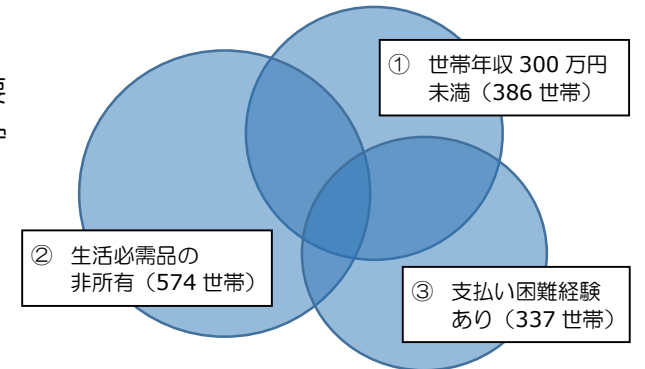 ① 世帯年収 300 万円
未満（386 世帯）
② 生活必需品の
非所有（574 世帯）
③ 支払い困難経験
あり（337 世帯）